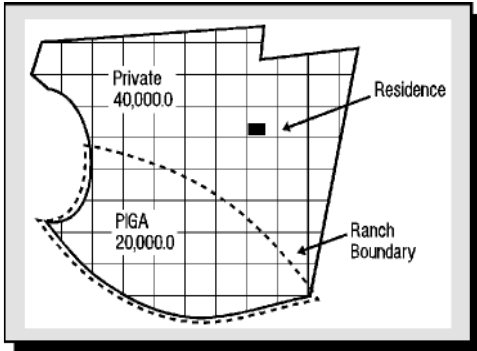 Private
40,000.0
Residence
PIGA
20,000.0
Ranch
Boundary